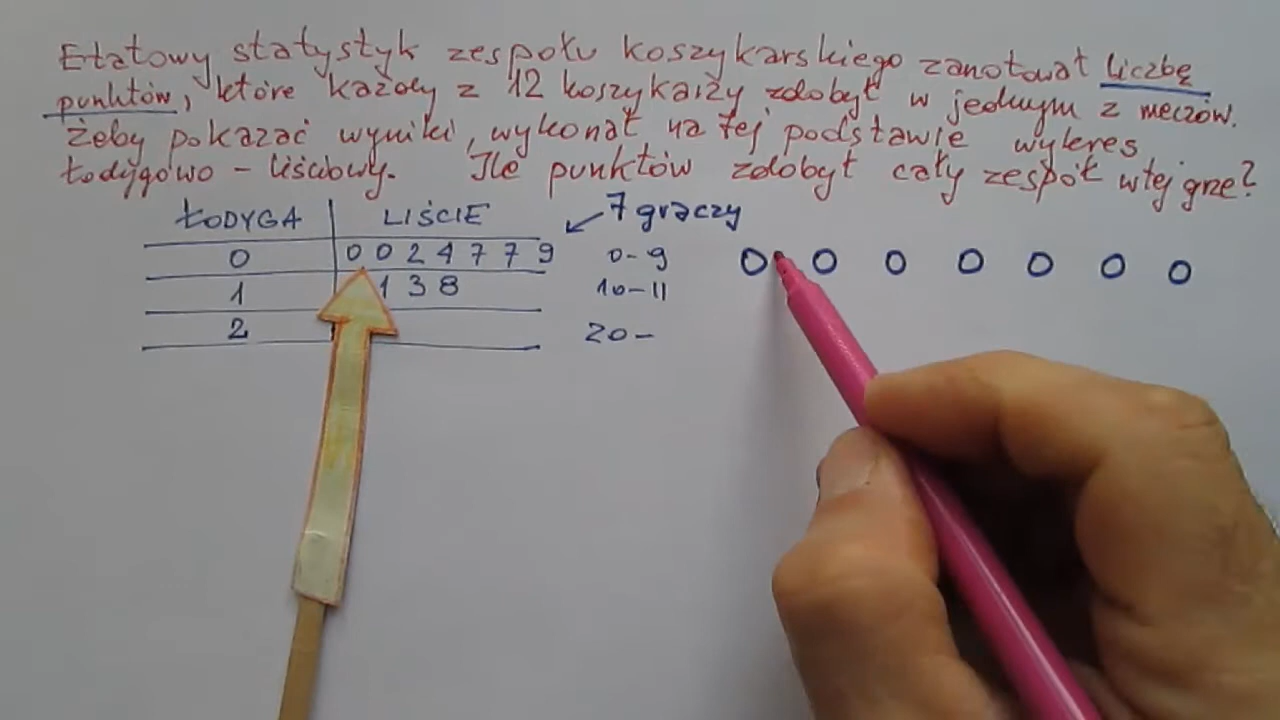 Etatowy statystyk zespołu koszykarskiego zanotował liczbę
punktów, które każdy z 12 koszykarzy zdobył w jednym z meczów.
żeby pokazać wyniki, wykonał na tej podstawie wykres
łodygowo - liściowy. Ile punktów zdobył cały zespół w tej grze?
ŁODYGA LIŚCIE 7 graczy
0 0 0 2 4 7 7 9 0-9 0 0 0 0 0 0 0
1 1 3 8 10-11
2 20-